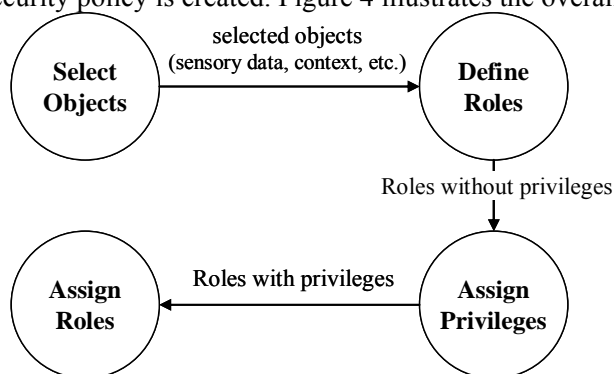 ecurity policy is created. Figure 4 illustrates the overal
selected objects
(sensory data, context, etc.)
Select
Objects
Define
Roles
Roles without privileges
Roles with privileges
Assign
Roles
Assign
Privileges